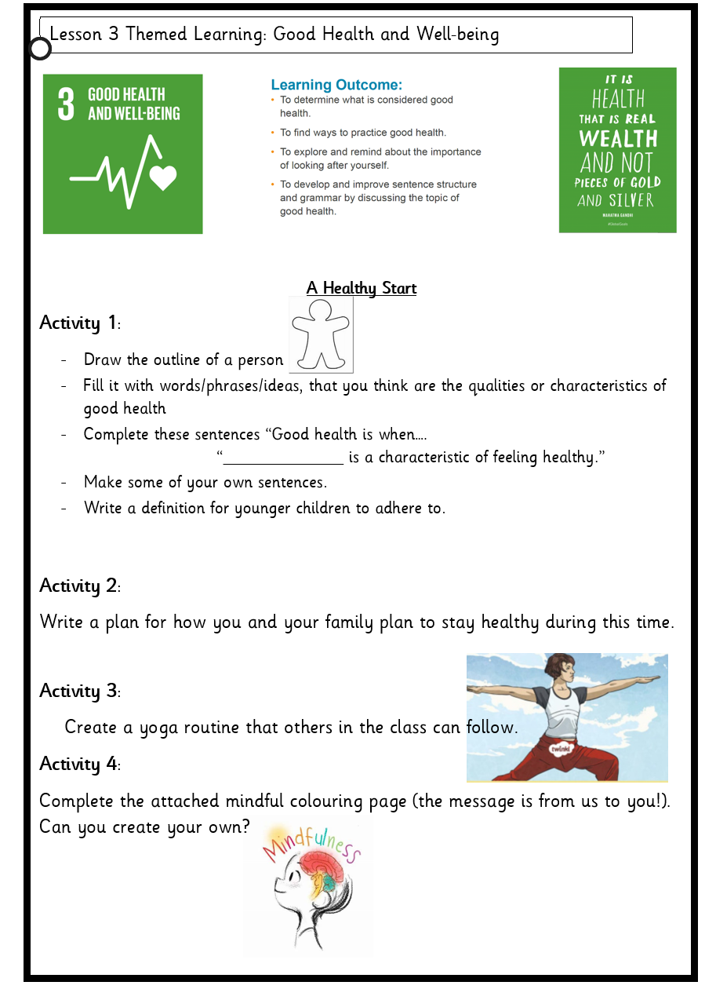 Lesson 3 Themed Learning: Good Health and Well-being
3 GOOD HEALTH
AND WELL-BEING
Learning Outcome:
• To determine what is considered good
health.
• To find ways to practice good health.
• To explore and remind about the importance
of looking after yourself.
• To develop and improve sentence structure
and grammar by discussing the topic of
good health.
IT IS
HEALTH
THAT IS REAL
WEALTH
AND NOT
PIECES OF GOLD
AND SILVER
MAHATMA GANDHI
#GlobalGoals
A Healthy Start
Activity 1:
- Draw the outline of a person
- Fill it with words/phrases/ideas, that you think are the qualities or characteristics of
good health
- Complete these sentences “Good health is when….
“______________ is a characteristic of feeling healthy.”
- Make some of your own sentences.
- Write a definition for younger children to adhere to.
Activity 2:
Write a plan for how you and your family plan to stay healthy during this time.
Activity 3:
Create a yoga routine that others in the class can follow.
twinkl
Activity 4:
Complete the attached mindful colouring page (the message is from us to you!).
Can you create your own?
Mindfulness